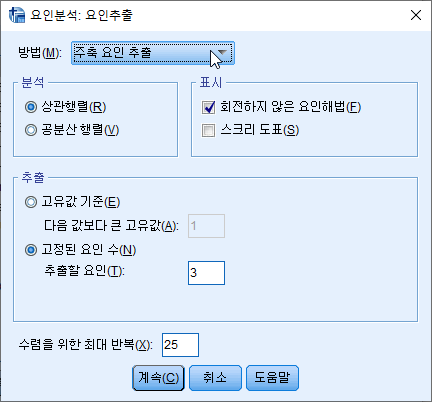 요인분석: 요인추출
방법(M): 주축 요인 추출
분석
상관행렬(R)
공분산 행렬(V)
표시
회전하지 않은 요인해법(F)
스크리 도표(S)
추출
고유값 기준(E)
다음 값보다 큰 고유값(A): 1
고정된 요인 수(N)
추출할 요인(T): 3
수렴을 위한 최대 반복(X): 25
계속(C) 취소 도움말